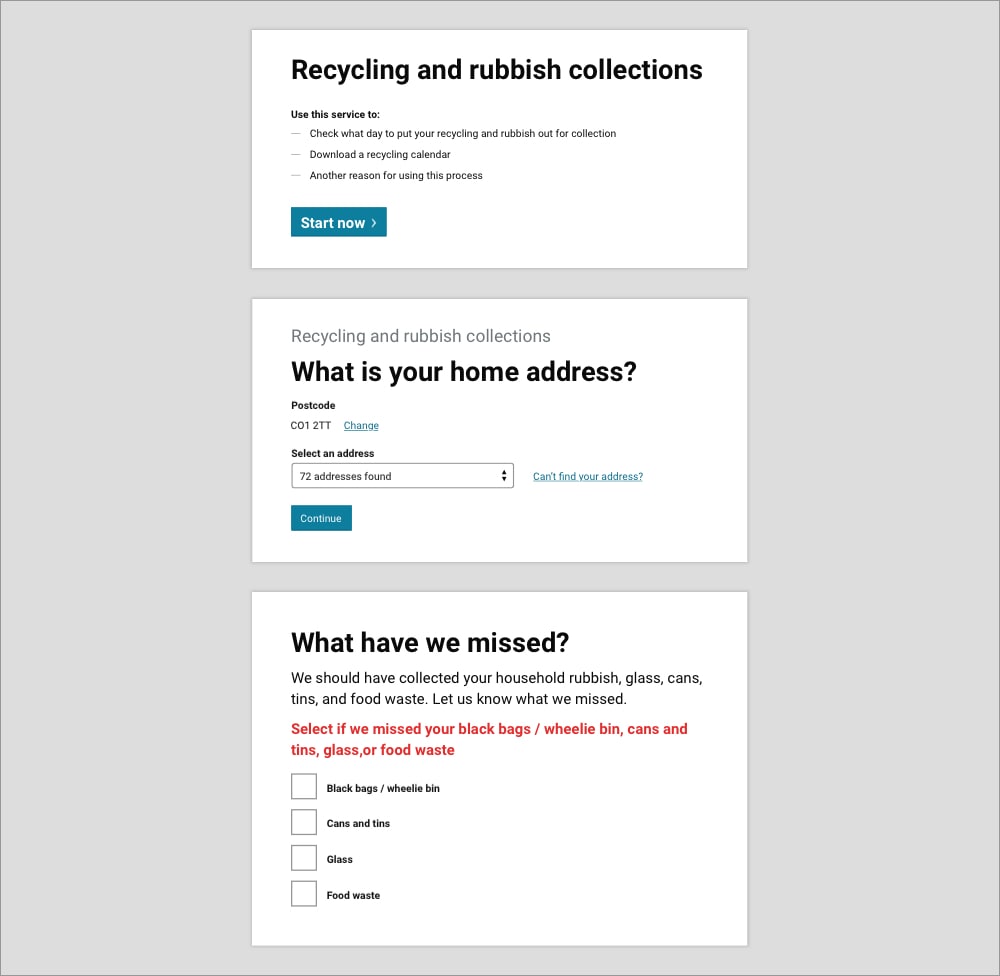 Recycling and rubbish collections
Use this service to:
— Check what day to put your recycling and rubbish out for collection
— Download a recycling calendar
— Another reason for using this process
Start now ›
Recycling and rubbish collections
What is your home address?
Postcode
CO1 2TT Change
Select an address
72 addresses found Can't find your address?
Continue
What have we missed?
We should have collected your household rubbish, glass, cans,
tins, and food waste. Let us know what we missed.
Select if we missed your black bags / wheelie bin, cans and
tins, glass,or food waste
Black bags / wheelie bin
Cans and tins
Glass
Food waste